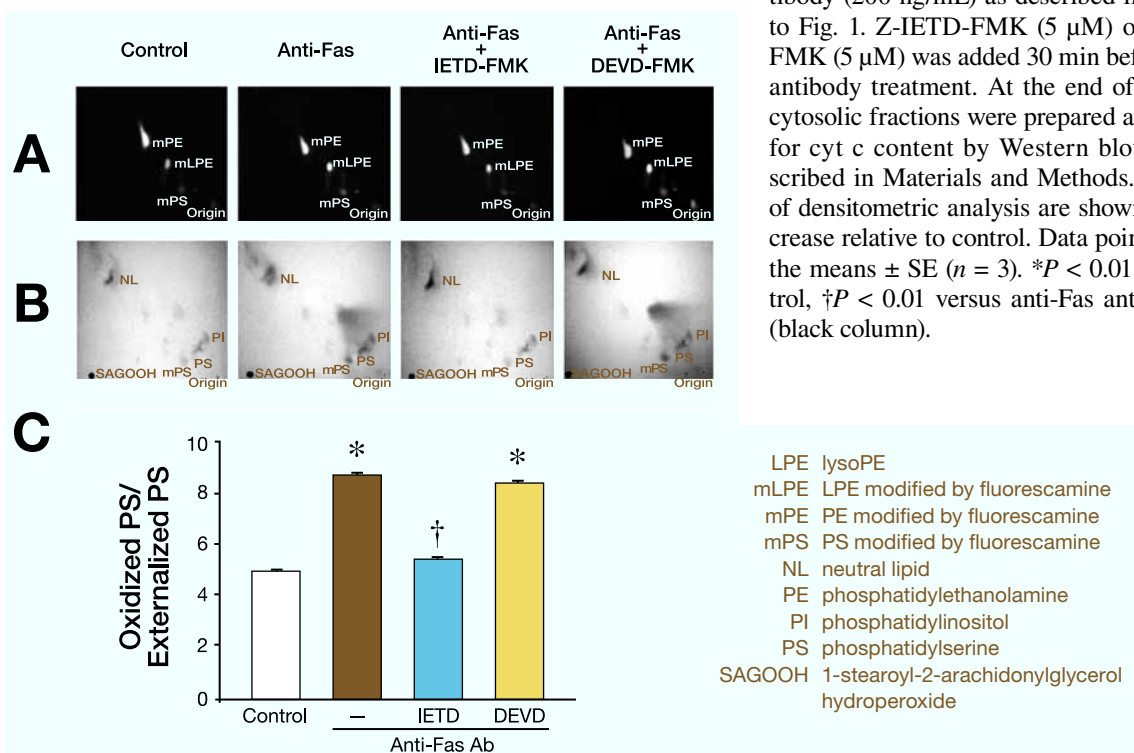 Control
Anti-Fas
Anti-Fas
+
IETD-FMK
Anti-Fas
+
DEVD-FMK
A
mPE
mLPE
mPS
Origin
mPE
mLPE
mPS
Origin
mPE
mLPE
mPS
Origin
mPE
mLPE
mPS
Origin
B
NL
PI
PS
SAGOOH
mPS
Origin
NL
PI
PS
SAGOOH
mPS
Origin
NL
PI
PS
SAGOOH
mPS
Origin
NL
PI
PS
SAGOOH
mPS
Origin
tibody (200 ng/mL) as described
to Fig. 1. Z-IETD-FMK (5 µM)
FMK (5 µM) was added 30 min
antibody treatment. At the end of
cytosolic fractions were prepared
for cyt c content by Western
scribed in Materials and Methods.
of densitometric analysis are
crease relative to control. Data
the means ± SE (n = 3). *P < 0.01
trol, †P < 0.01 versus anti-Fas
(black column).
C
Oxidized PS/
Externalized PS
10
8
6
4
2
0
*
†
*
Control
–
IETD
DEVD
Anti-Fas Ab
LPE lysoPE
mLPE LPE modified by fluorescamine
mPE PE modified by fluorescamine
mPS PS modified by fluorescamine
NL neutral lipid
PE phosphatidylethanolamine
PI phosphatidylinositol
PS phosphatidylserine
SAGOOH 1-stearoyl-2-arachidonylglycerol
hydroperoxide